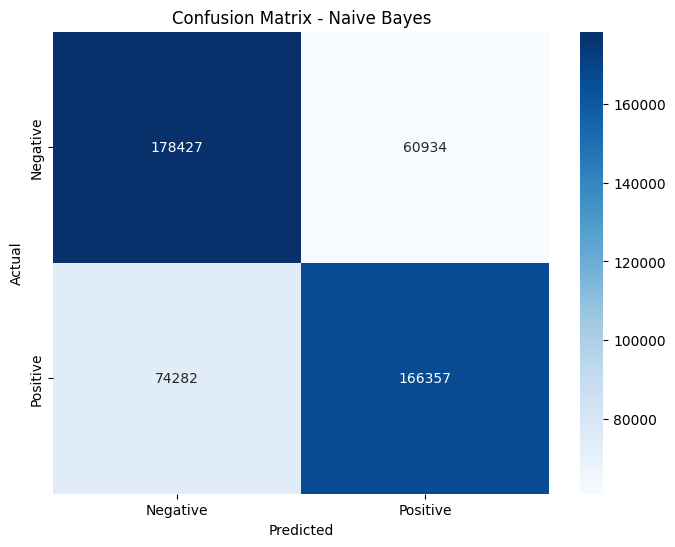 Confusion Matrix - Naive Bayes
Negative
Positive
Actual
178427 60934
74282 166357
Negative Positive
Predicted
160000
140000
120000
100000
80000